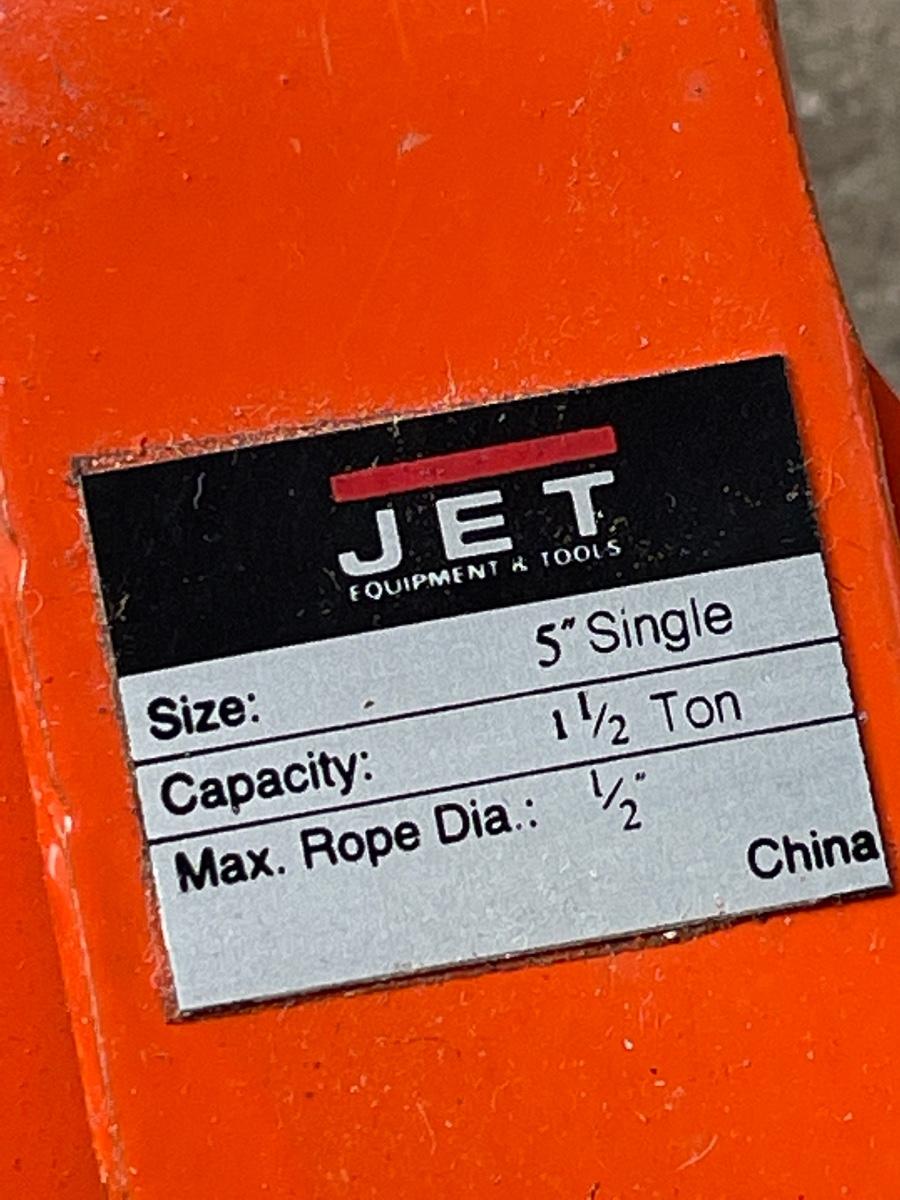 JET
EQUIPMENT & TOOLS
Size: 5" Single
Capacity: 1 1/2 Ton
Max. Rope Dia.: 1/2"
China